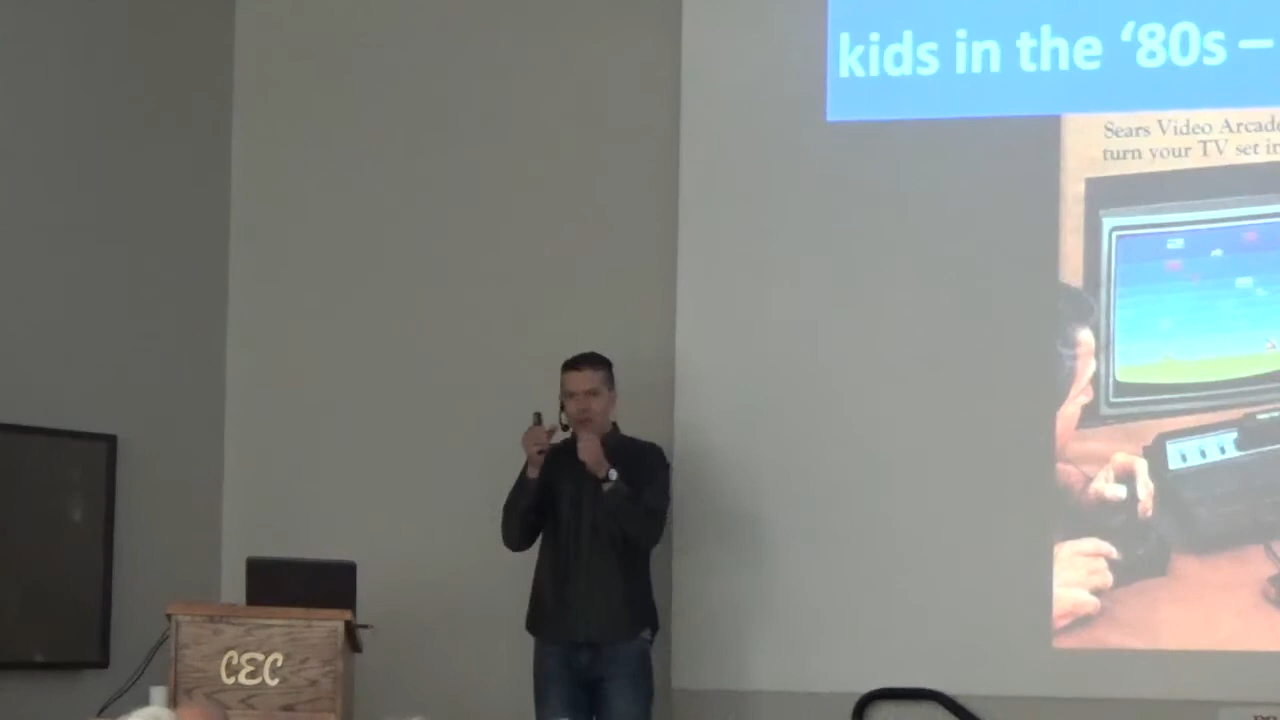 kids in the ‘80s –
Sears Video Arcade
turn your TV set in
CEC